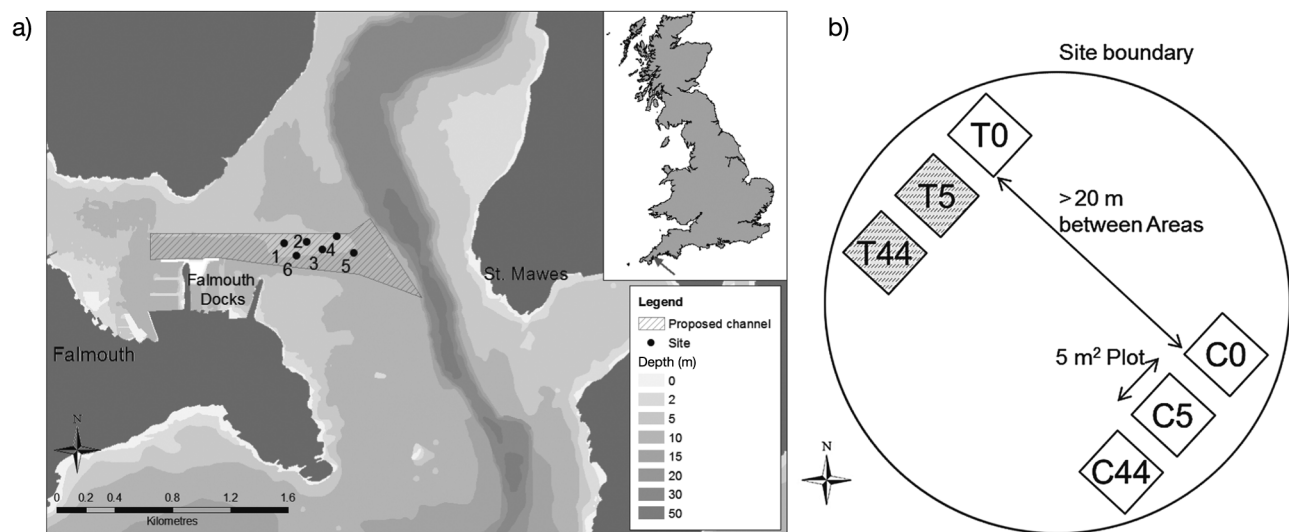 a)
1
2
3
4
5
6
Falmouth
Docks
St. Mawes
Falmouth
N
0 0.2 0.4 0.8 1.2 1.6
Kilometres
Legend
Proposed channel
Site
Depth (m)
0
2
5
10
15
20
30
50
b)
Site boundary
T0
T5
T44
> 20 m
between Areas
5 m² Plot
C0
C5
C44
N